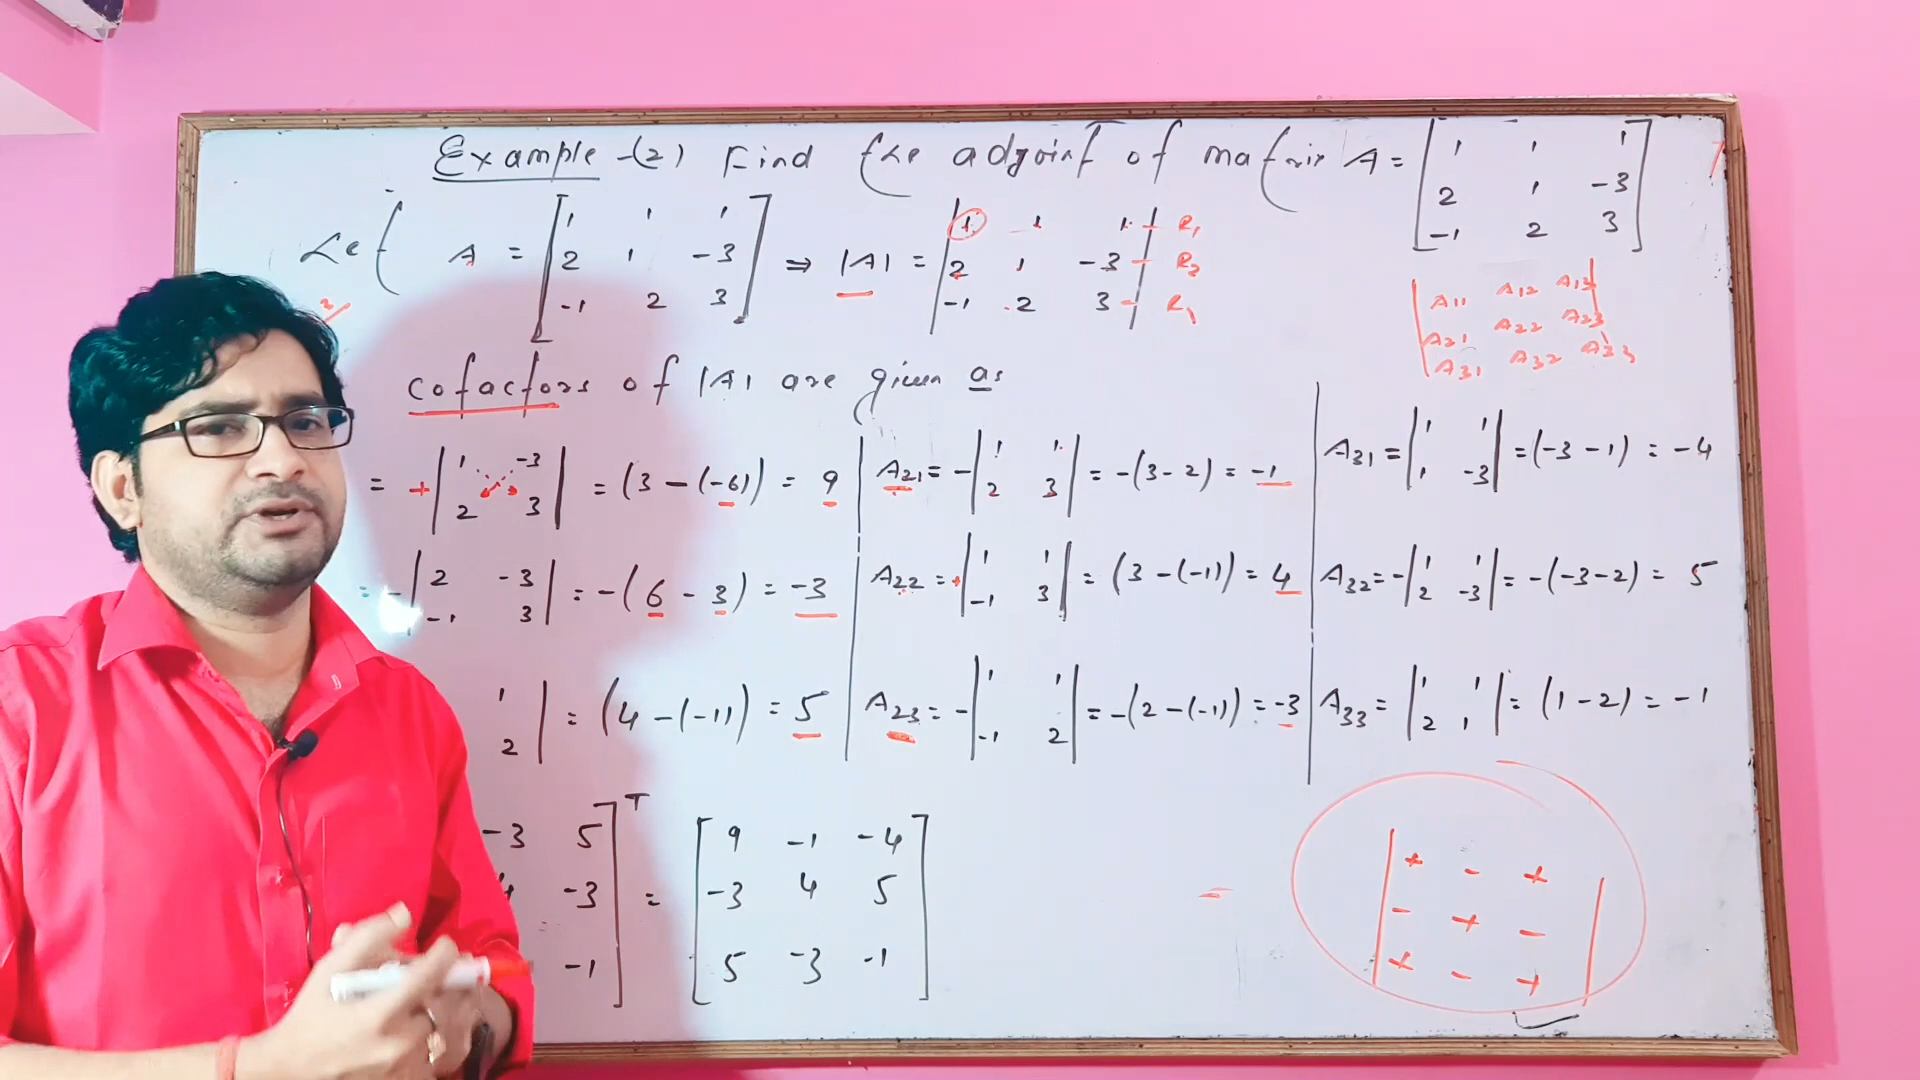 Example -(2) Find the adjoint of matrix A = [1 1 1
2 1 -3
-1 2 3]
Let A = [1 1 1
2 1 -3
-1 2 3] ⇒ |A| = |1 1 1| R1
|2 1 -3| R2
|-1 2 3|
A11 A12 A13
A21 A22 A23
A31 A32 A33
cofactors of |A| are given as
= +|1 -3
2 3| = (3 - (-6)) = 9
= -|2 -3
-1 3| = -(6 - 3) = -3
1
2| = (4 - (-1)) = 5
A21 = -|1 1
2 3| = -(3 - 2) = -1
A22 = +|1 1
-1 3| = (3 - (-1)) = 4
A23 = -|1 1
-1 2| = -(2 - (-1)) = -3
A31 = |1 1
1 -3| = (-3 - 1) = -4
A32 = -|1 1
2 -3| = -(-3 - 2) = 5
A33 = |1 1
2 1| = (1 - 2) = -1
-3 5
4 -3
-1]T = [9 -1 -4
-3 4 5
5 -3 -1]
=
|+ - +
- + -
+ - +|